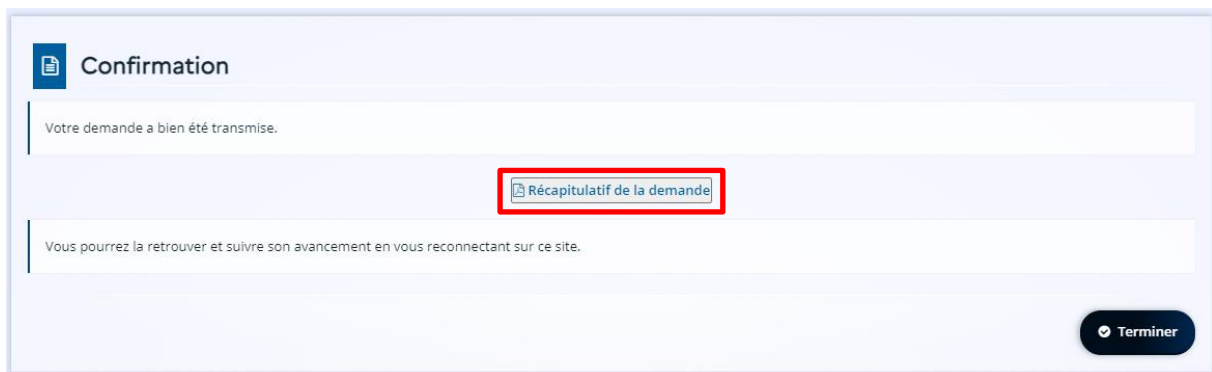 Confirmation
Votre demande a bien été transmise.
Récapitulatif de la demande
Vous pourrez la retrouver et suivre son avancement en vous reconnectant sur ce site.
Terminer